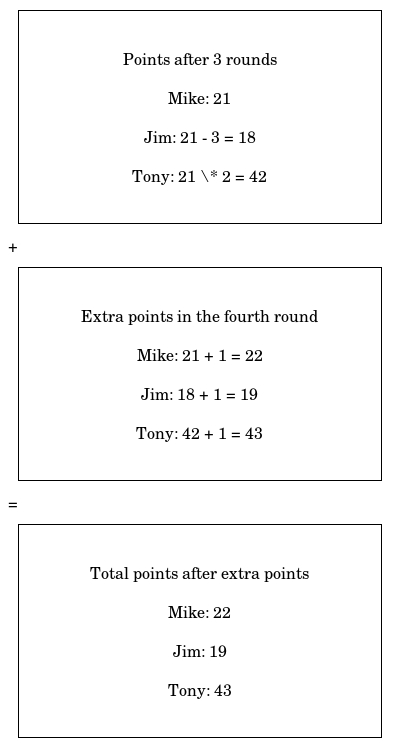 Points after 3 rounds
Mike: 21
Jim: 21 - 3 = 18
Tony: 21 \* 2 = 42
+
Extra points in the fourth round
Mike: 21 + 1 = 22
Jim: 18 + 1 = 19
Tony: 42 + 1 = 43
=
Total points after extra points
Mike: 22
Jim: 19
Tony: 43